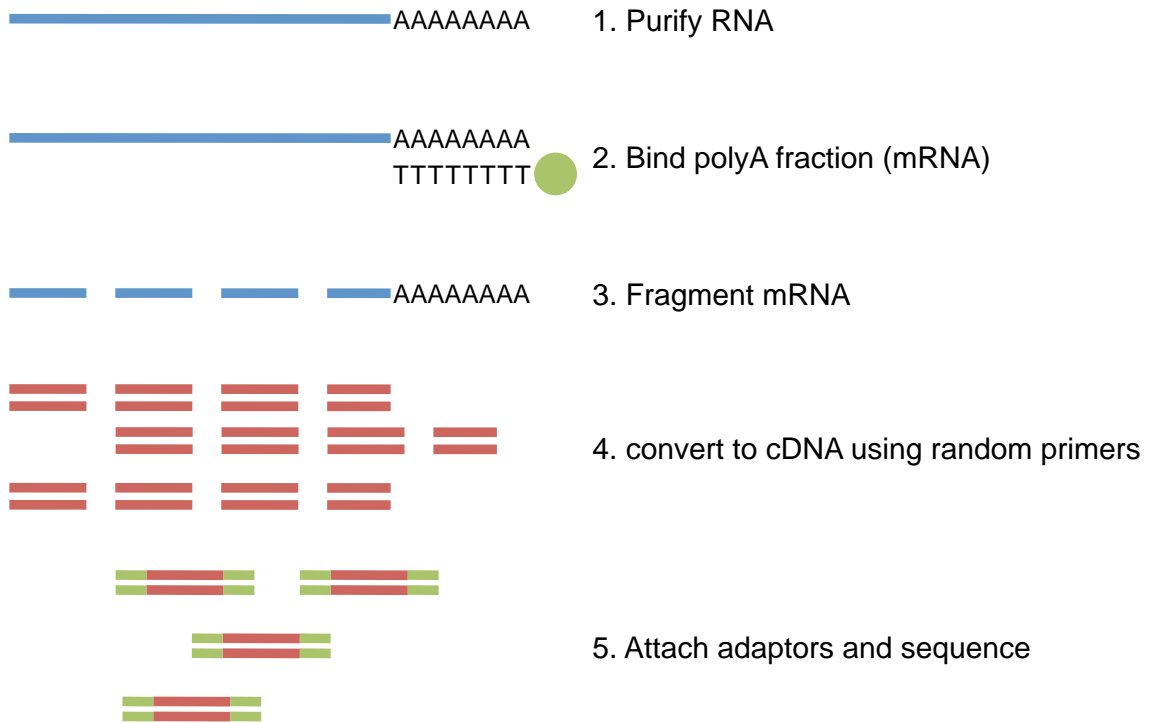 AAAAAAAA 1. Purify RNA
AAAAAAAA
TTTTTTTT 2. Bind polyA fraction (mRNA)
AAAAAAAA 3. Fragment mRNA
4. convert to cDNA using random primers
5. Attach adaptors and sequence